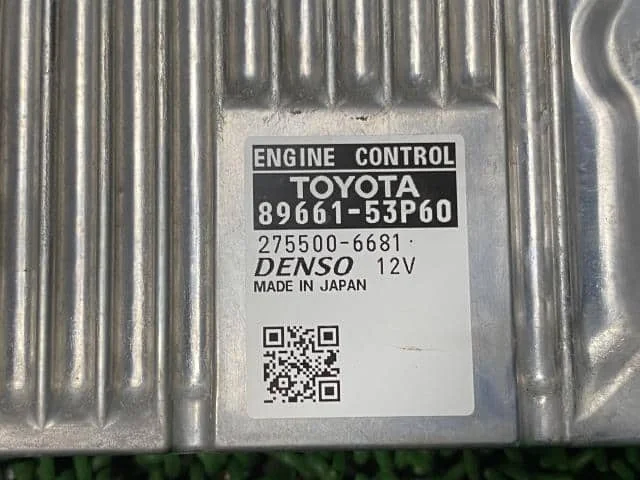 ENGINE CONTROL
TOYOTA
89661-53P60
275500-6681
DENSO 12V
MADE IN JAPAN